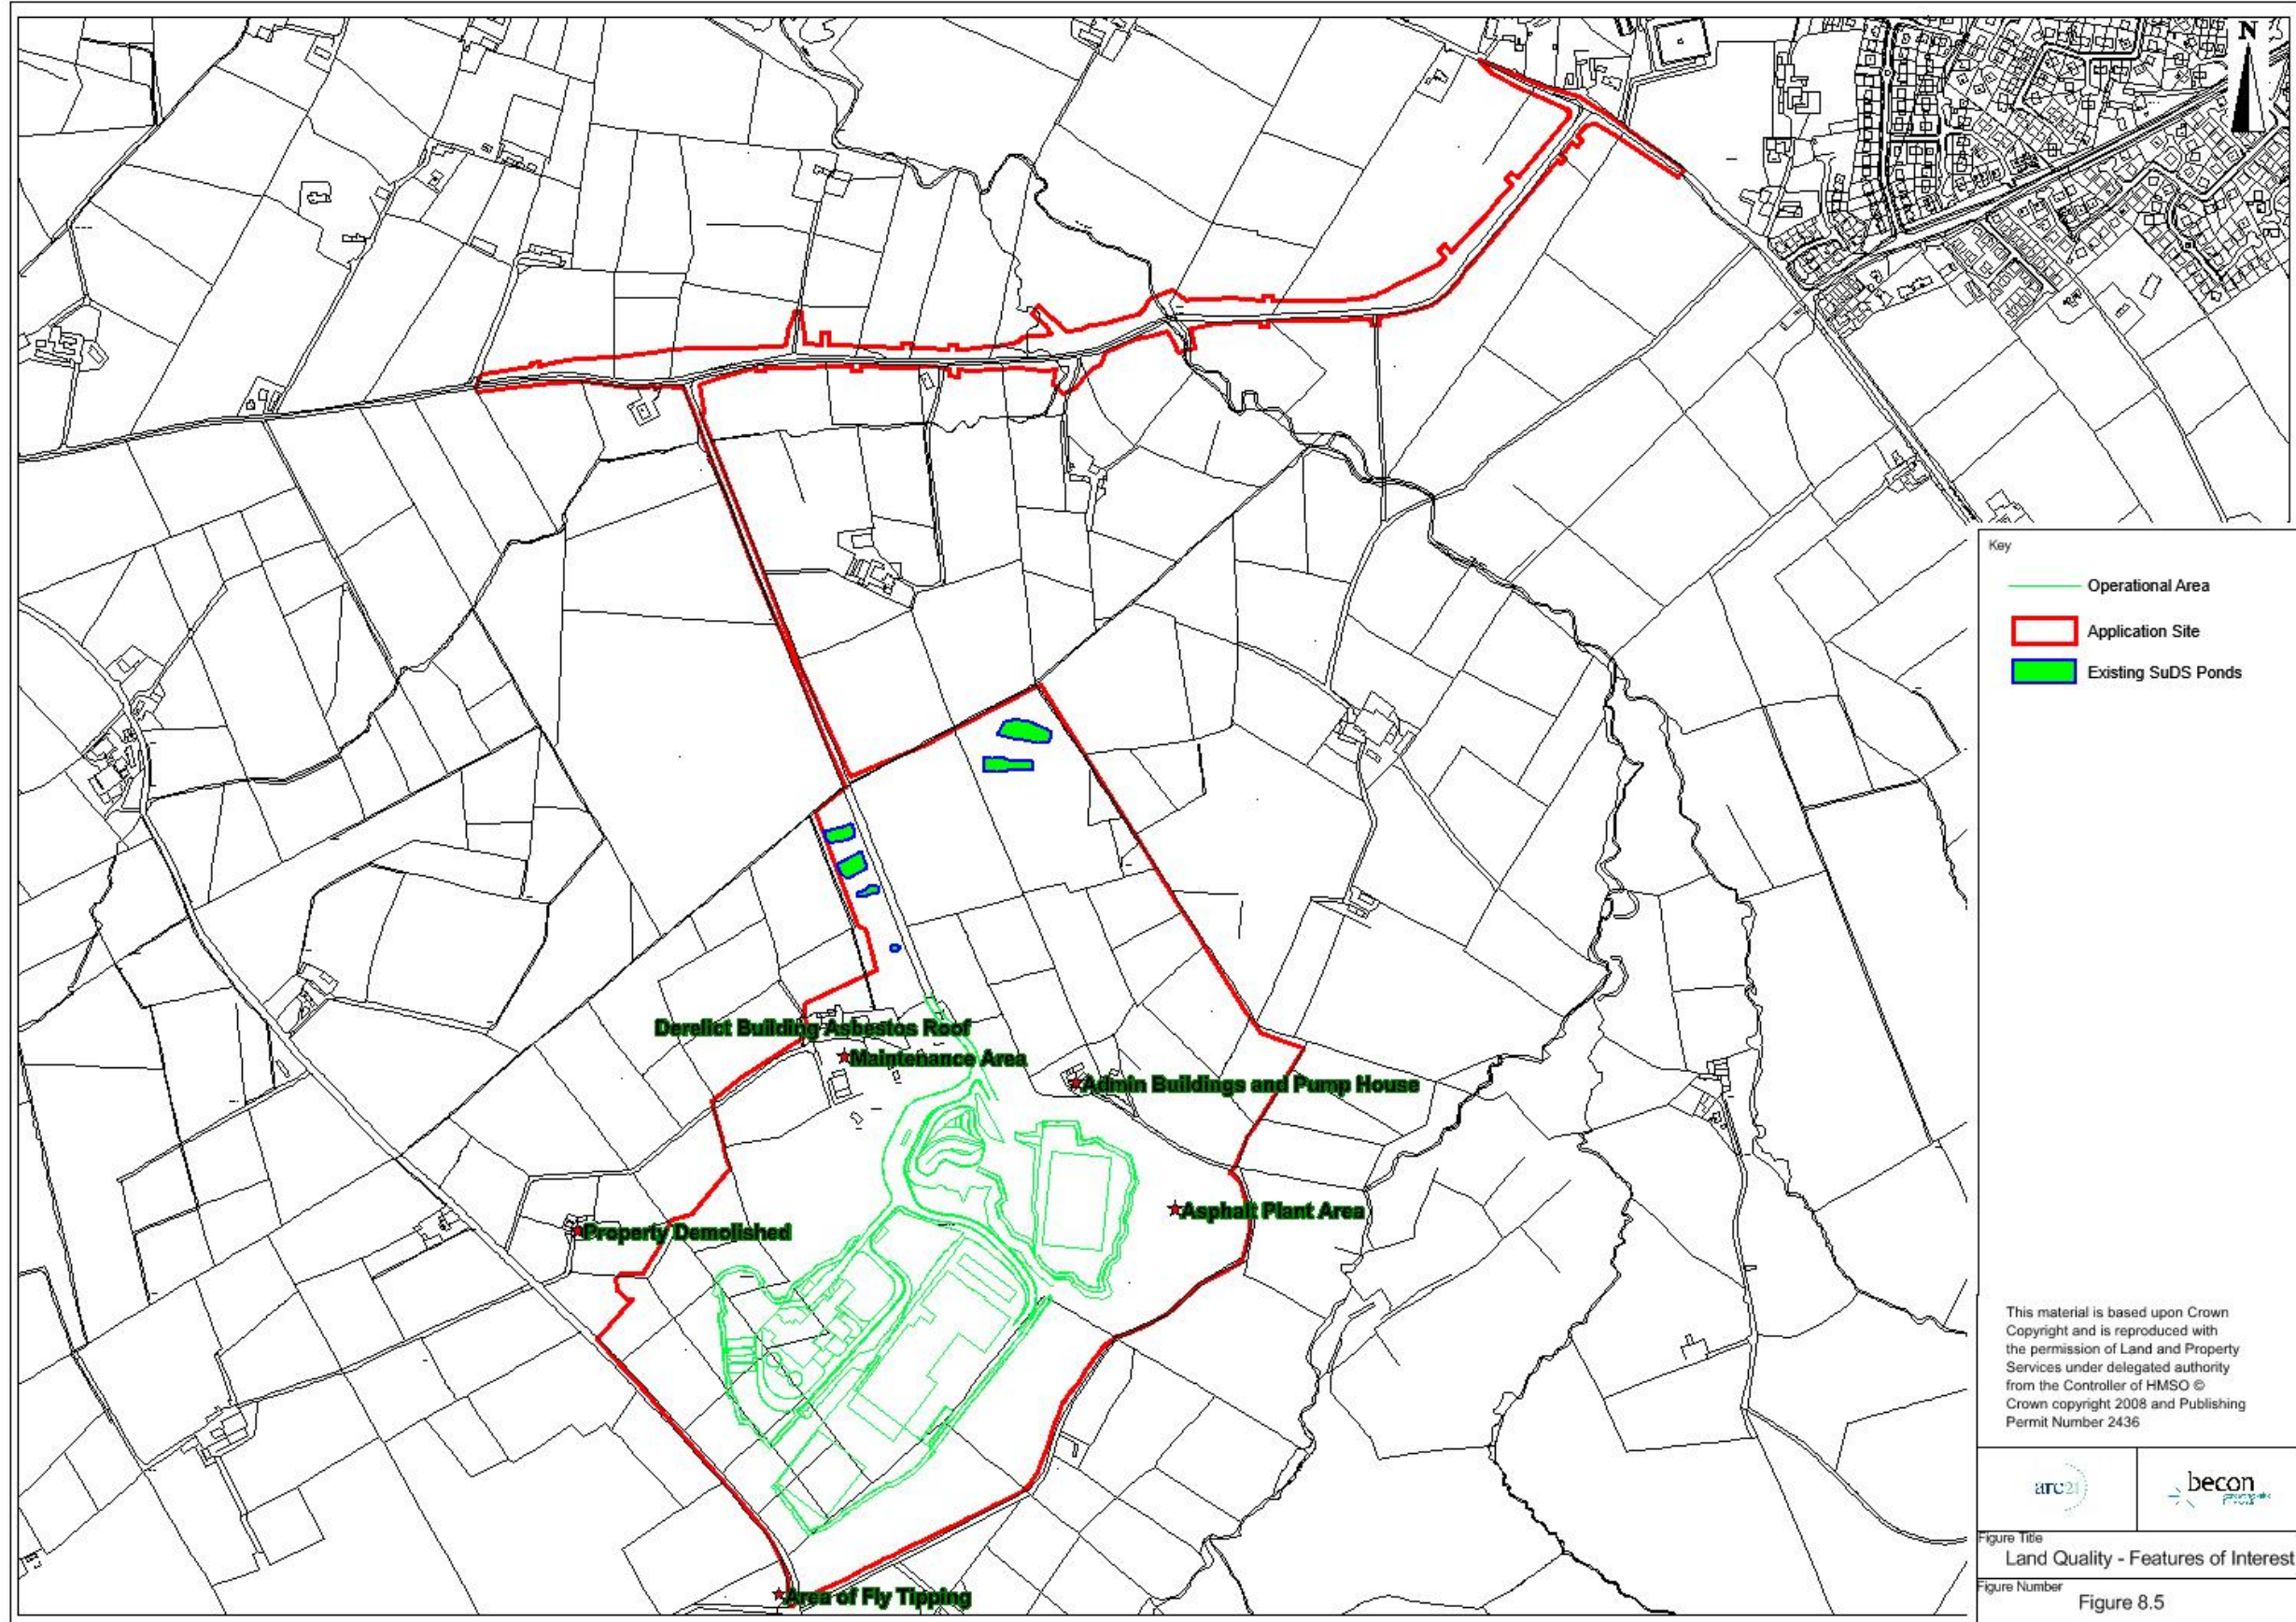 N
Derelict Building Asbestos Roof
Maintenance Area
Admin Buildings and Pump House
Asphalt Plant Area
Property Demolished
Area of Fly Tipping
Key
Operational Area
Application Site
Existing SuDS Ponds
This material is based upon Crown
Copyright and is reproduced with
the permission of Land and Property
Services under delegated authority
from the Controller of HMSO ©
Crown copyright 2008 and Publishing
Permit Number 2436
arc21
becon
Figure Title
Land Quality - Features of Interest
Figure Number
Figure 8.5